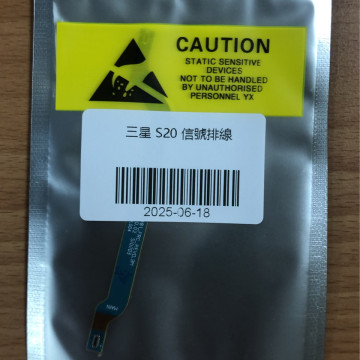 CAUTION
STATIC SENSITIVE
DEVICES
NOT TO BE HANDLED
BY UNAUTHORISED
PERSONNEL YX
三星 S20 信號排線
2025-06-18